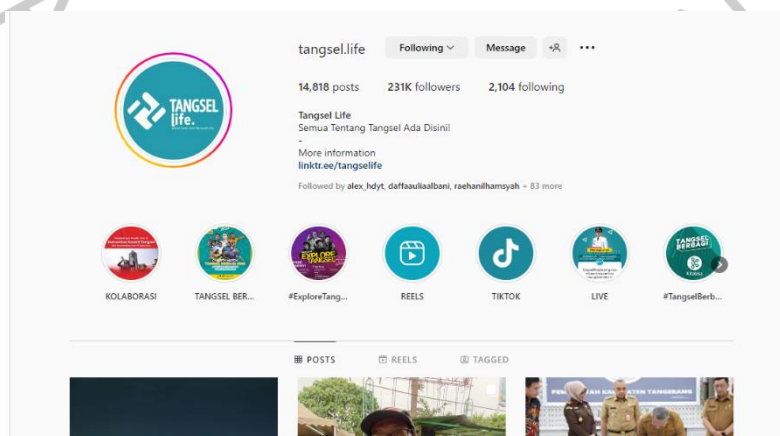 tangsel.life Following Message
14,818 posts 231K followers 2,104 following
Tangsel Life
Semua Tentang Tangsel Ada Disini!
-
More information
linktr.ee/tangselife
Followed by alex_hdyt, daffaauliaalbani, raehanilhamsyah + 83 more
TANGSEL
life.
EXPLORE
TANGSEL
TANGSEL
BERBAGI
KOLABORASI TANGSEL BER... #ExploreTang... REELS TIKTOK LIVE #TangselBerb...
POSTS REELS TAGGED
KABUPATEN TANGERANG